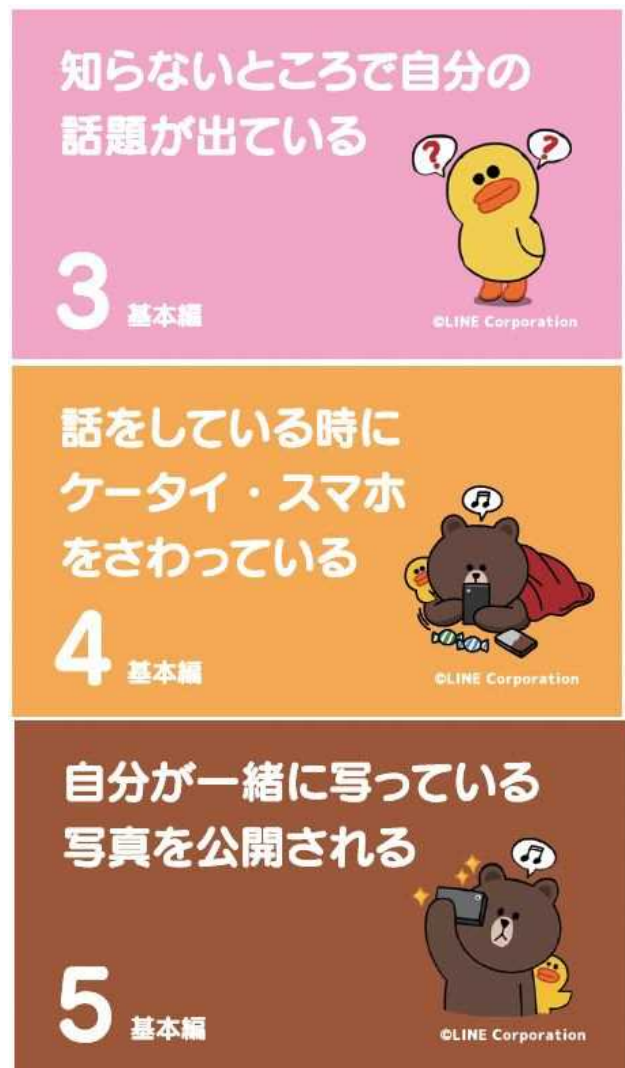 知らないところで自分の
話題が出ている
? ?
3 基本編
©LINE Corporation
話をしている時に
ケータイ・スマホ
をさわっている
4 基本編
©LINE Corporation
自分が一緒に写っている
写真を公開される
5 基本編
©LINE Corporation